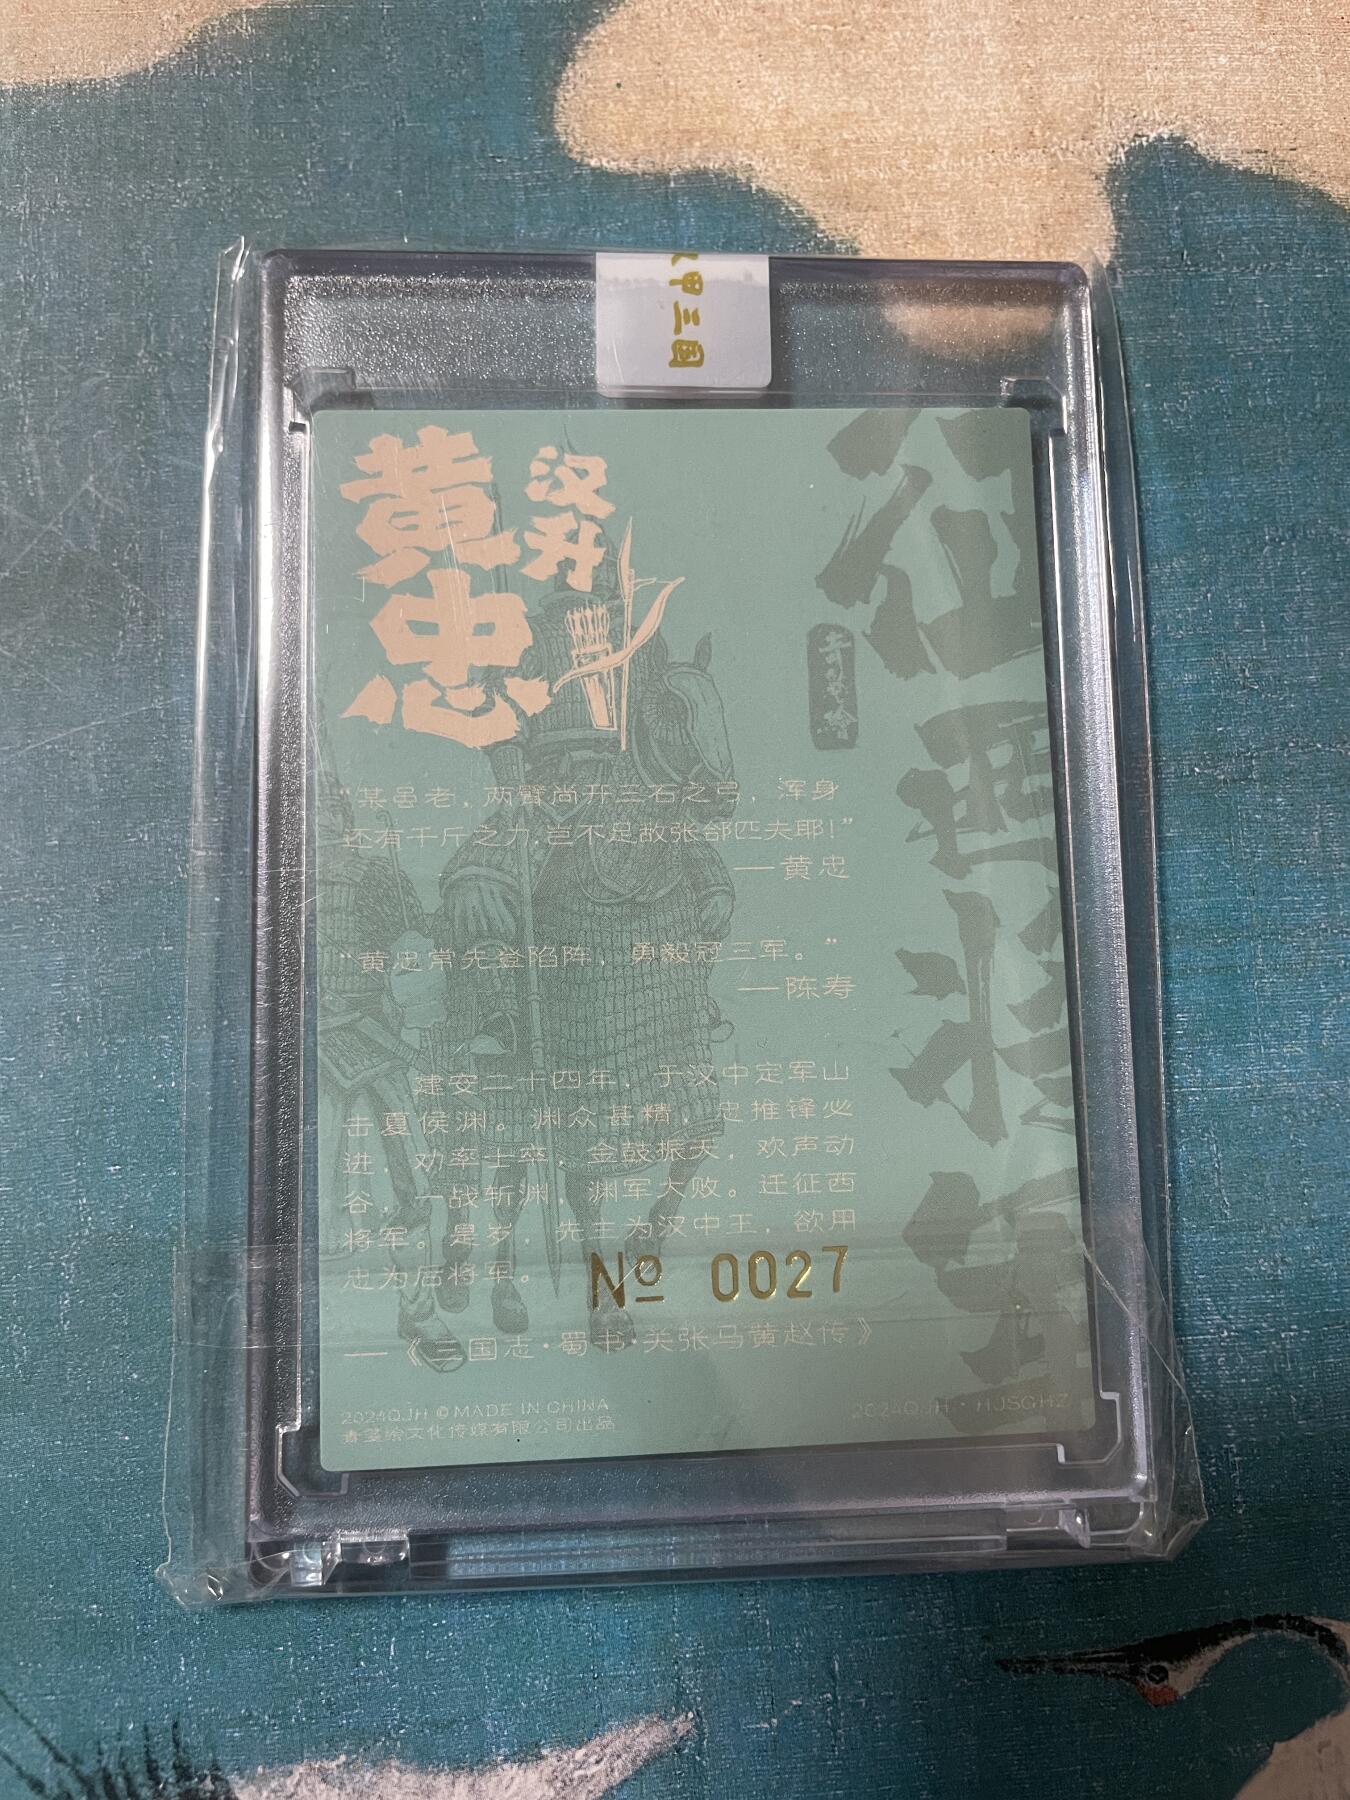 甲三国
黄忠
汉升
“某虽老，两臂尚开三石之弓，浑身
还有千斤之力，岂不足敌张郃匹夫耶！”
—黄忠
“黄忠常先登陷阵，勇毅冠三军。”
—陈寿
建安二十四年，于汉中定军山
击夏侯渊。渊众甚精，忠推锋必
进，劝率士卒，金鼓振天，欢声动
谷，一战斩渊，渊军大败。迁征西
将军。是岁，先主为汉中王，欲用
忠为后将军。
—《三国志·蜀书·关张马黄赵传》
№ 0027
2024QJH ©MADE IN CHINA
青玺绘文化传媒有限公司出品
2024QJH · HJSGHZ
征西将军